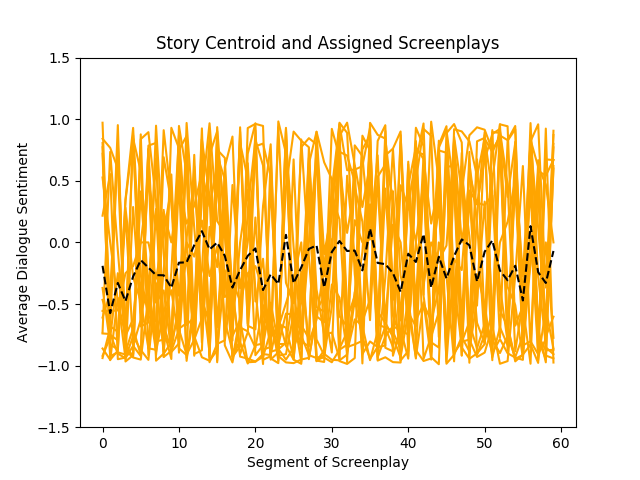 Story Centroid and Assigned Screenplays
1.5
1.0
0.5
0.0
−0.5
−1.0
−1.5
Average Dialogue Sentiment
0 10 20 30 40 50 60
Segment of Screenplay